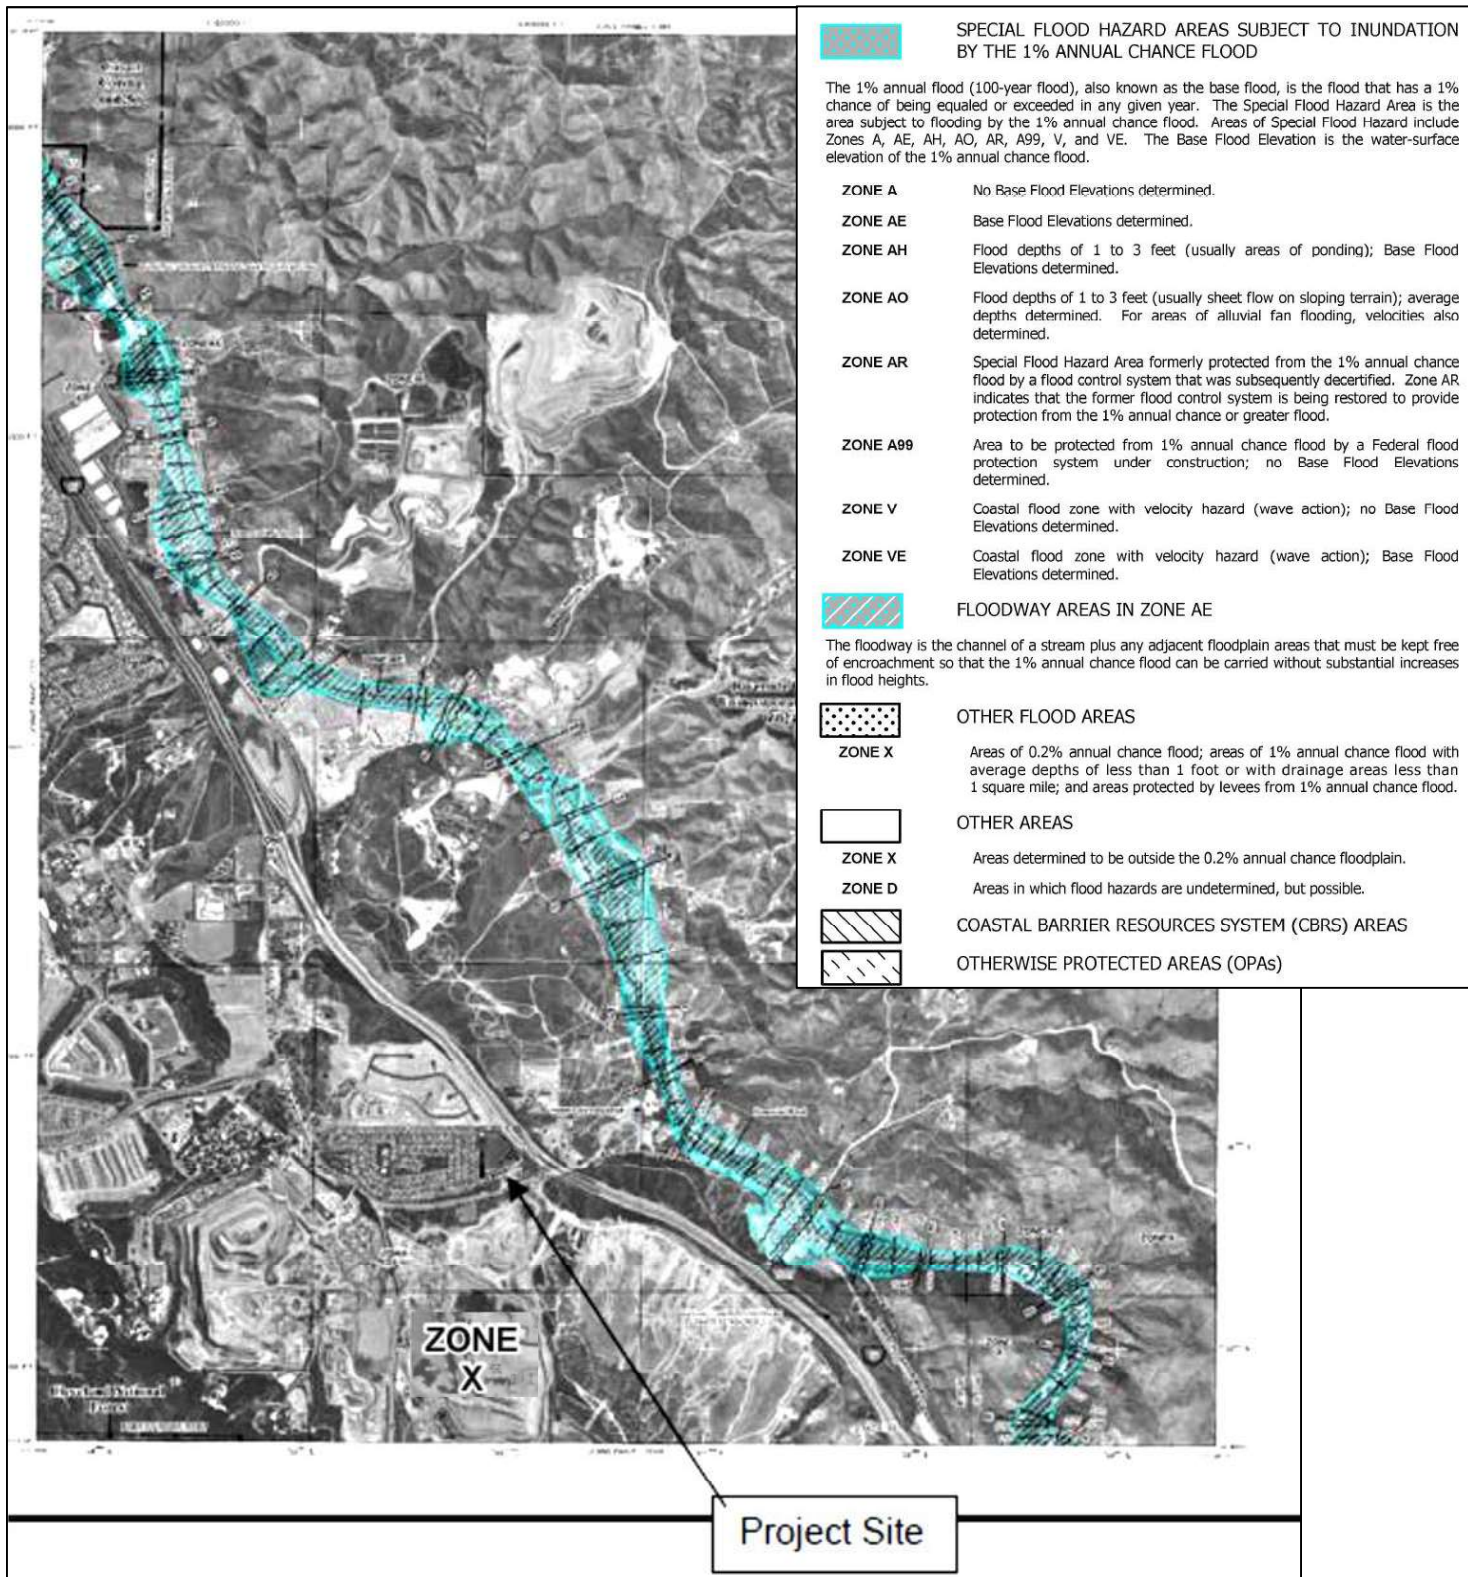 SPECIAL FLOOD HAZARD AREAS SUBJECT TO INUNDATION
BY THE 1% ANNUAL CHANCE FLOOD
The 1% annual flood (100-year flood), also known as the base flood, is the flood that has a 1%
chance of being equaled or exceeded in any given year. The Special Flood Hazard Area is the
area subject to flooding by the 1% annual chance flood. Areas of Special Flood Hazard include
Zones A, AE, AH, AO, AR, A99, V, and VE. The Base Flood Elevation is the water-surface
elevation of the 1% annual chance flood.
ZONE A No Base Flood Elevations determined.
ZONE AE Base Flood Elevations determined.
ZONE AH Flood depths of 1 to 3 feet (usually areas of ponding); Base Flood
Elevations determined.
ZONE AO Flood depths of 1 to 3 feet (usually sheet flow on sloping terrain); average
depths determined. For areas of alluvial fan flooding, velocities also
determined.
ZONE AR Special Flood Hazard Area formerly protected from the 1% annual chance
flood by a flood control system that was subsequently decertified. Zone AR
indicates that the former flood control system is being restored to provide
protection from the 1% annual chance or greater flood.
ZONE A99 Area to be protected from 1% annual chance flood by a Federal flood
protection system under construction; no Base Flood Elevations
determined.
ZONE V Coastal flood zone with velocity hazard (wave action); no Base Flood
Elevations determined.
ZONE VE Coastal flood zone with velocity hazard (wave action); Base Flood
Elevations determined.
FLOODWAY AREAS IN ZONE AE
The floodway is the channel of a stream plus any adjacent floodplain areas that must be kept free
of encroachment so that the 1% annual chance flood can be carried without substantial increases
in flood heights.
OTHER FLOOD AREAS
ZONE X Areas of 0.2% annual chance flood; areas of 1% annual chance flood with
average depths of less than 1 foot or with drainage areas less than
1 square mile; and areas protected by levees from 1% annual chance flood.
OTHER AREAS
ZONE X Areas determined to be outside the 0.2% annual chance floodplain.
ZONE D Areas in which flood hazards are undetermined, but possible.
COASTAL BARRIER RESOURCES SYSTEM (CBRS) AREAS
OTHERWISE PROTECTED AREAS (OPAs)
ZONE
X
Cleveland National
Forest
Project Site